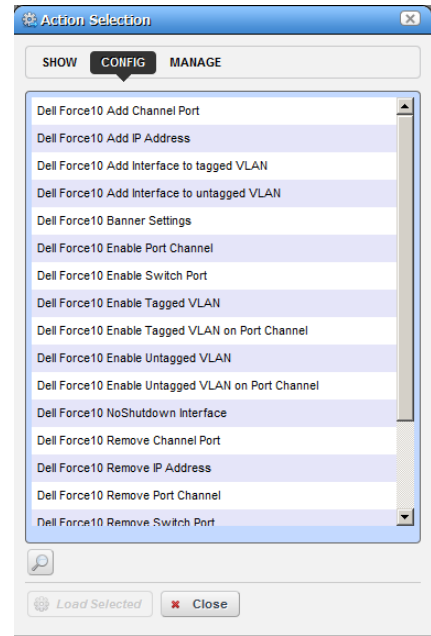 Action Selection
SHOW CONFIG MANAGE
Dell Force10 Add Channel Port
Dell Force10 Add IP Address
Dell Force10 Add Interface to tagged VLAN
Dell Force10 Add Interface to untagged VLAN
Dell Force10 Banner Settings
Dell Force10 Enable Port Channel
Dell Force10 Enable Switch Port
Dell Force10 Enable Tagged VLAN
Dell Force10 Enable Tagged VLAN on Port Channel
Dell Force10 Enable Untagged VLAN
Dell Force10 Enable Untagged VLAN on Port Channel
Dell Force10 NoShutdown Interface
Dell Force10 Remove Channel Port
Dell Force10 Remove IP Address
Dell Force10 Remove Port Channel
Dell Force10 Remove Switch Port
Load Selected Close